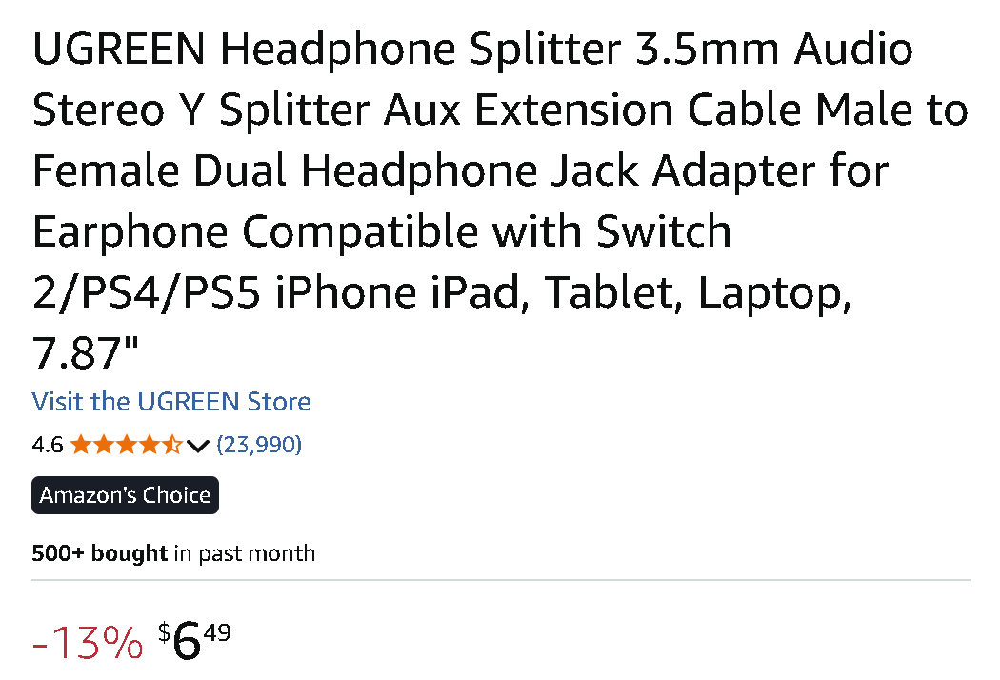 UGREEN Headphone Splitter 3.5mm Audio
Stereo Y Splitter Aux Extension Cable Male to
Female Dual Headphone Jack Adapter for
Earphone Compatible with Switch
2/PS4/PS5 iPhone iPad, Tablet, Laptop,
7.87"
Visit the UGREEN Store
4.6 (23,990)
Amazon's Choice
500+ bought in past month
-13% $6.49